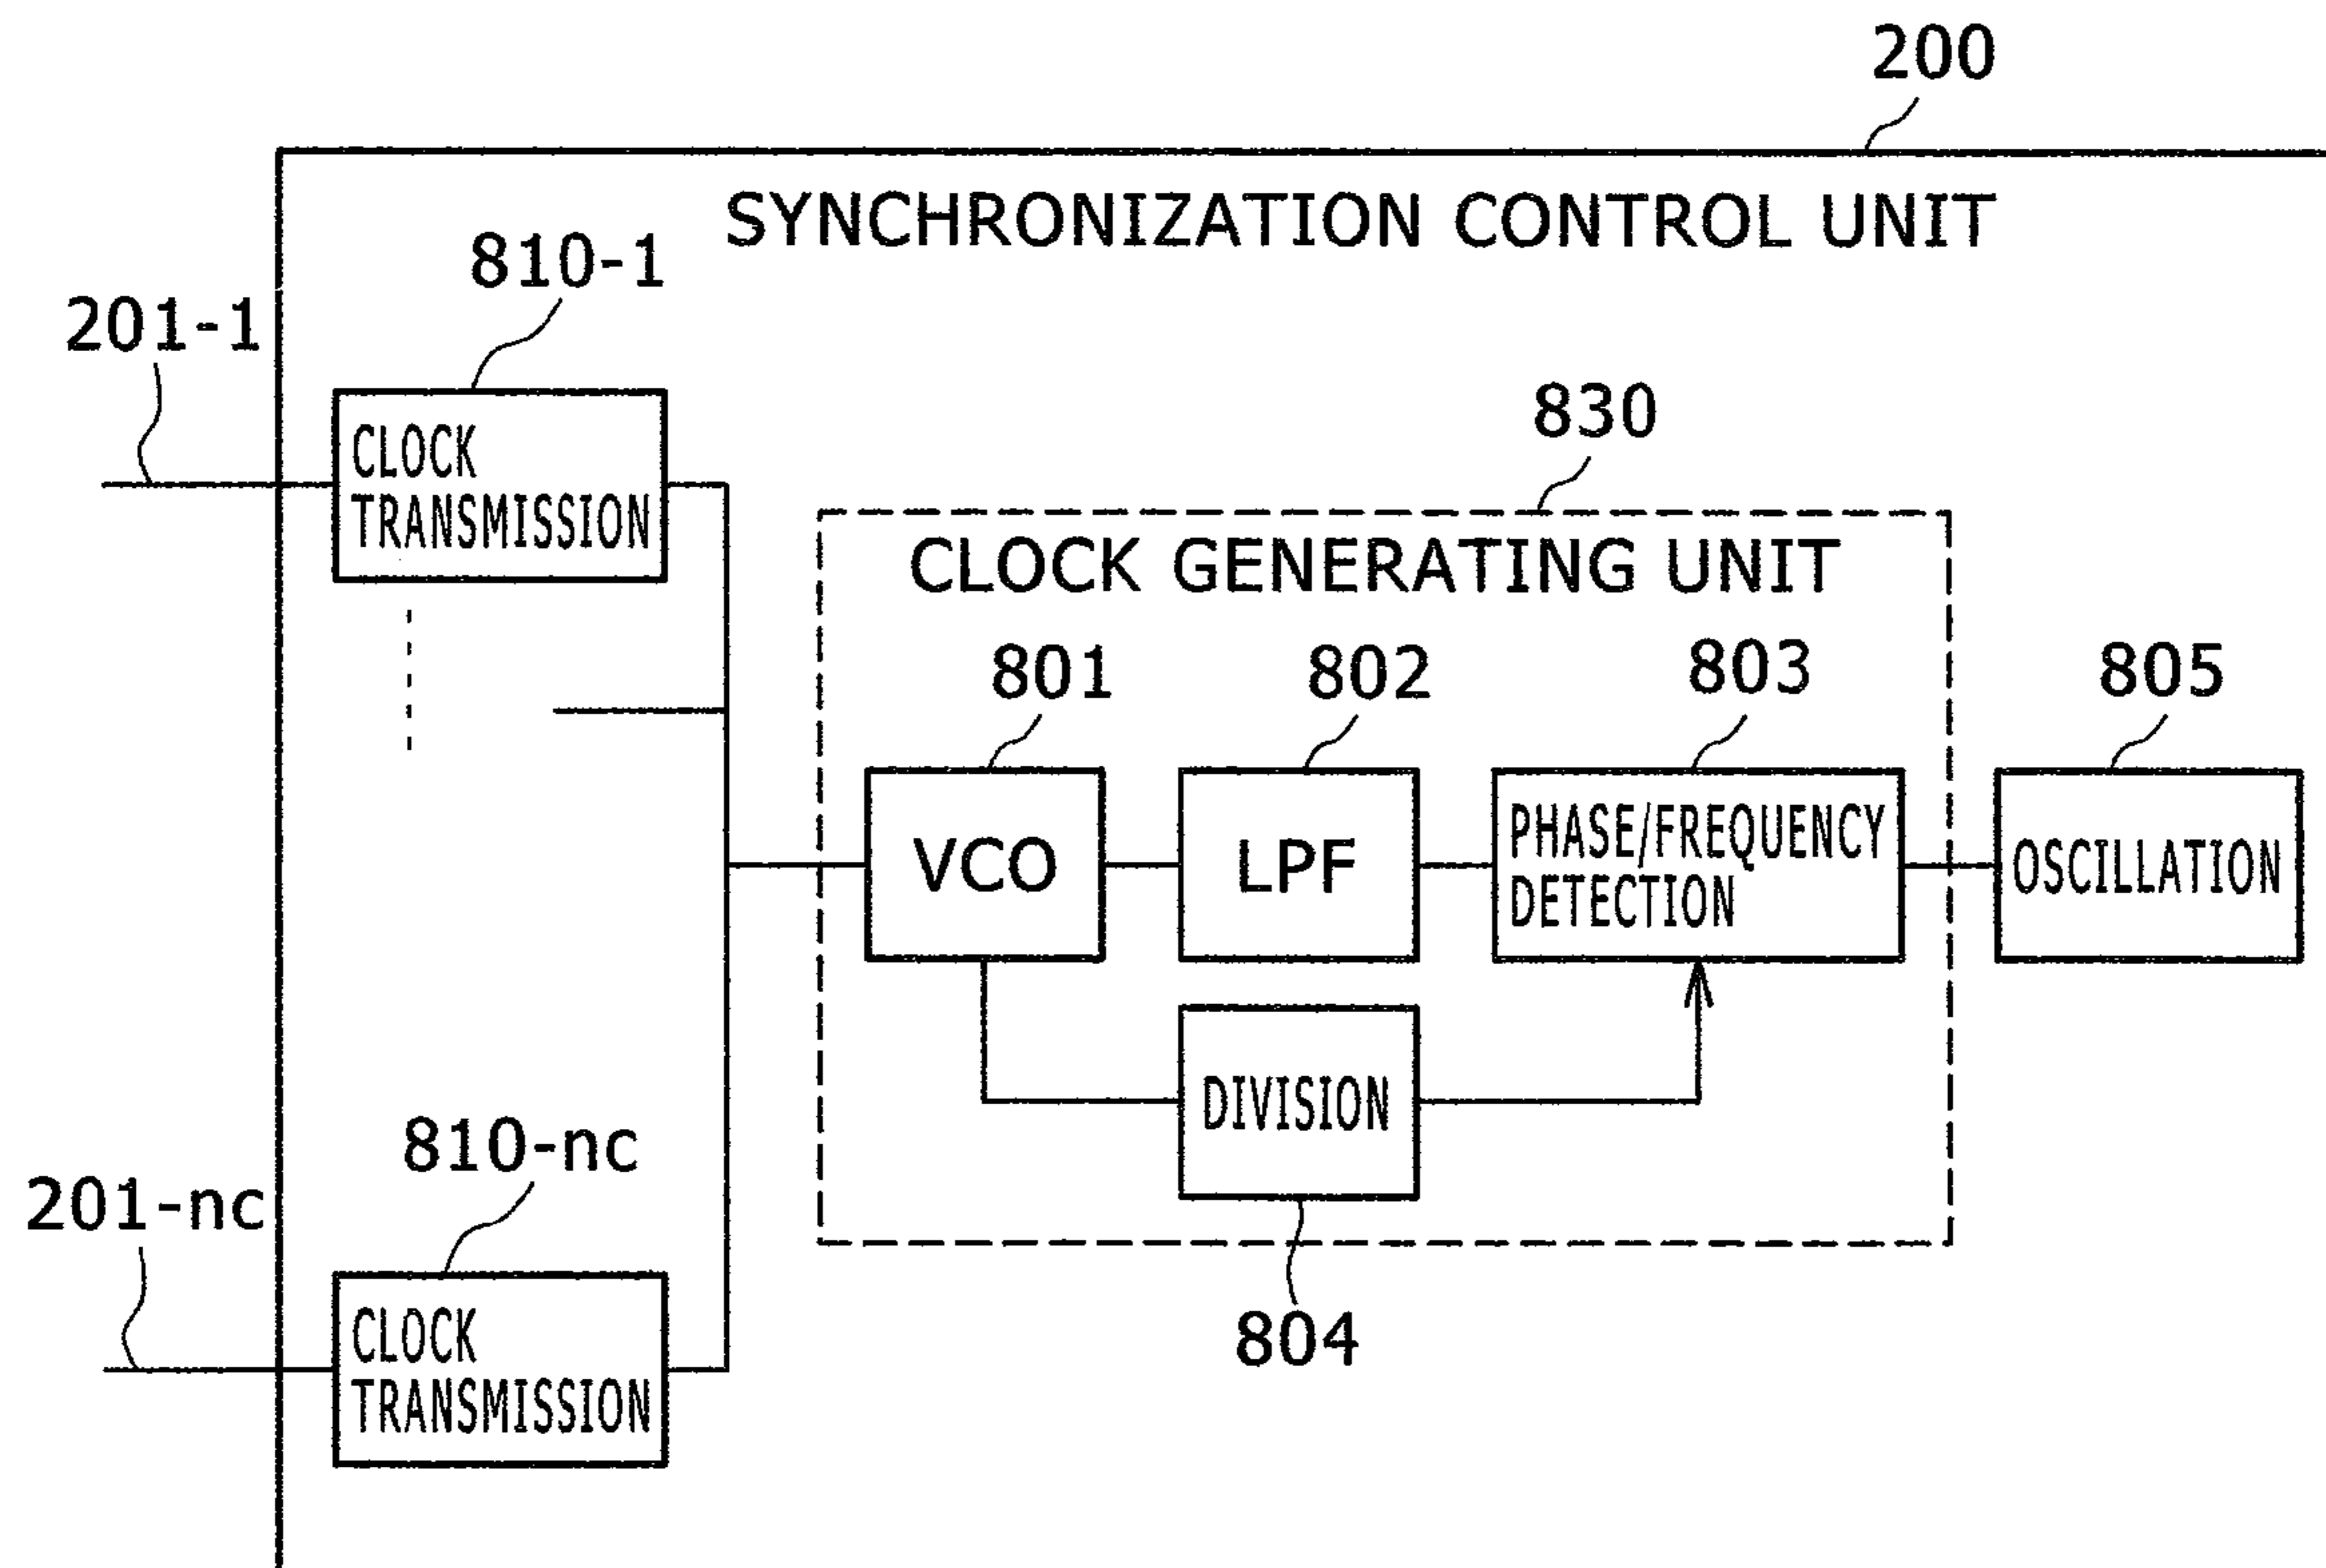 200
SYNCHRONIZATION CONTROL UNIT
810-1
201-1
CLOCK
TRANSMISSION
830
CLOCK GENERATING UNIT
801
802
803
805
VCO
LPF
PHASE/FREQUENCY
DETECTION
OSCILLATION
DIVISION
804
810-nc
201-nc
CLOCK
TRANSMISSION